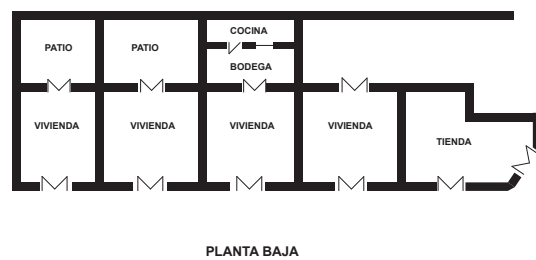 COCINA
PATIO
PATIO
BODEGA
VIVIENDA
VIVIENDA
VIVIENDA
VIVIENDA
TIENDA
PLANTA BAJA